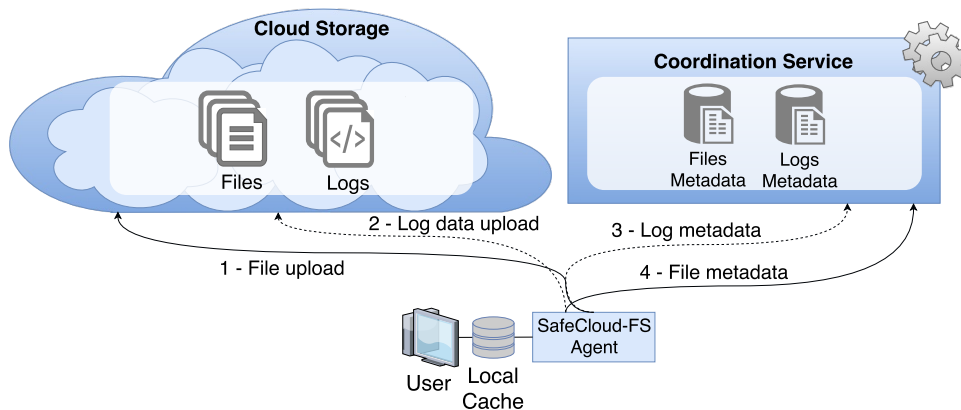 Cloud Storage
Files
Logs
Coordination Service
Files
Metadata
Logs
Metadata
2 - Log data upload
1 - File upload
3 - Log metadata
4 - File metadata
SafeCloud-FS
Agent
User
Local
Cache